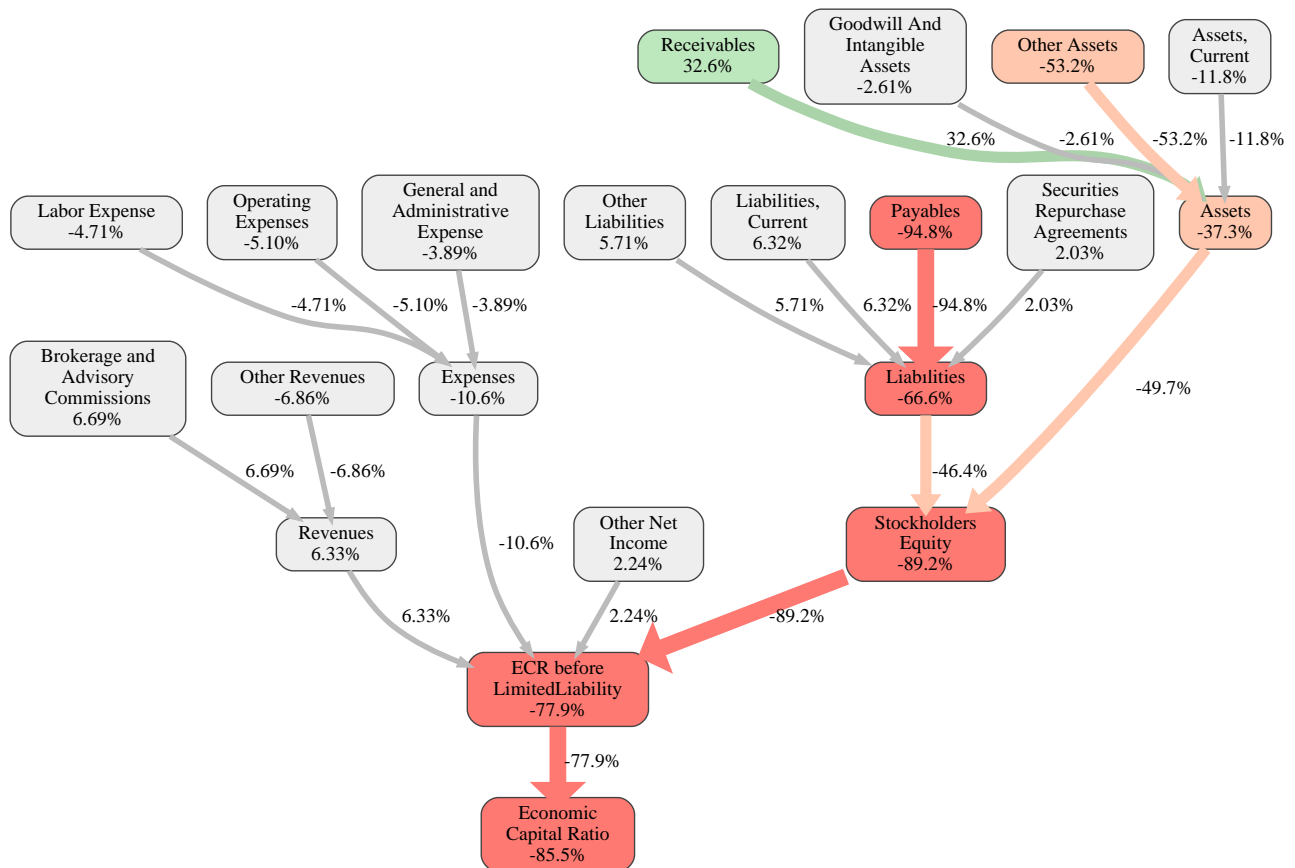 Receivables
32.6%
Goodwill And
Intangible
Assets
-2.61%
Other Assets
-53.2%
Assets,
Current
-11.8%
32.6%
-2.61%
-53.2%
-11.8%
Labor Expense
-4.71%
Operating
Expenses
-5.10%
General and
Administrative
Expense
-3.89%
Other
Liabilities
5.71%
Liabilities,
Current
6.32%
Payables
-94.8%
Securities
Repurchase
Agreements
2.03%
Assets
-37.3%
-4.71%
-5.10%
-3.89%
5.71%
6.32%
-94.8%
2.03%
Brokerage and
Advisory
Commissions
6.69%
Other Revenues
-6.86%
Expenses
-10.6%
Liabilities
-66.6%
-49.7%
6.69%
-6.86%
-46.4%
Revenues
6.33%
-10.6%
Other Net
Income
2.24%
Stockholders
Equity
-89.2%
6.33%
2.24%
-89.2%
ECR before
LimitedLiability
-77.9%
-77.9%
Economic
Capital Ratio
-85.5%